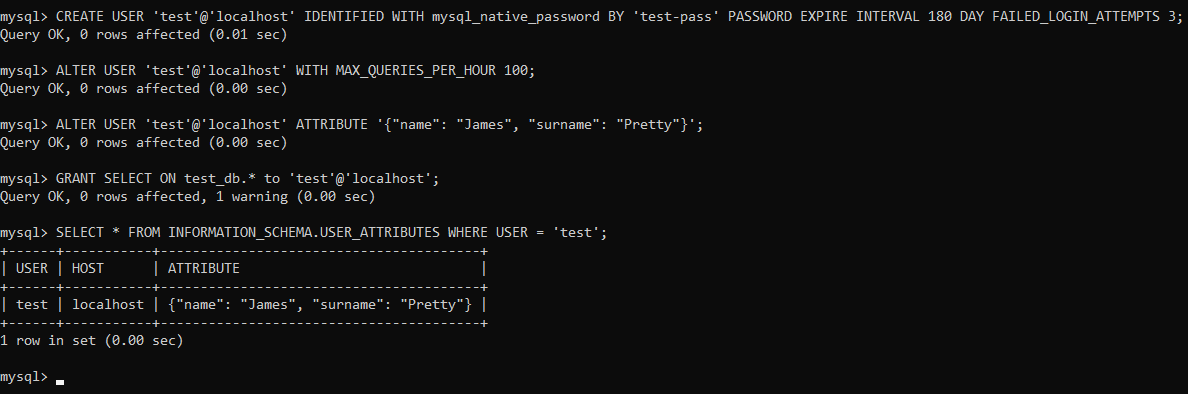 mysql> CREATE USER 'test'@'localhost' IDENTIFIED WITH mysql_native_password BY 'test-pass' PASSWORD EXPIRE INTERVAL 180 DAY FAILED_LOGIN_ATTEMPTS 3;
Query OK, 0 rows affected (0.01 sec)

mysql> ALTER USER 'test'@'localhost' WITH MAX_QUERIES_PER_HOUR 100;
Query OK, 0 rows affected (0.00 sec)

mysql> ALTER USER 'test'@'localhost' ATTRIBUTE '{"name": "James", "surname": "Pretty"}';
Query OK, 0 rows affected (0.00 sec)

mysql> GRANT SELECT ON test_db.* to 'test'@'localhost';
Query OK, 0 rows affected, 1 warning (0.00 sec)

mysql> SELECT * FROM INFORMATION_SCHEMA.USER_ATTRIBUTES WHERE USER = 'test';
+------+-----------+----------------------------------------+
| USER | HOST      | ATTRIBUTE                              |
+------+-----------+----------------------------------------+
| test | localhost | {"name": "James", "surname": "Pretty"} |
+------+-----------+----------------------------------------+
1 row in set (0.00 sec)

mysql>